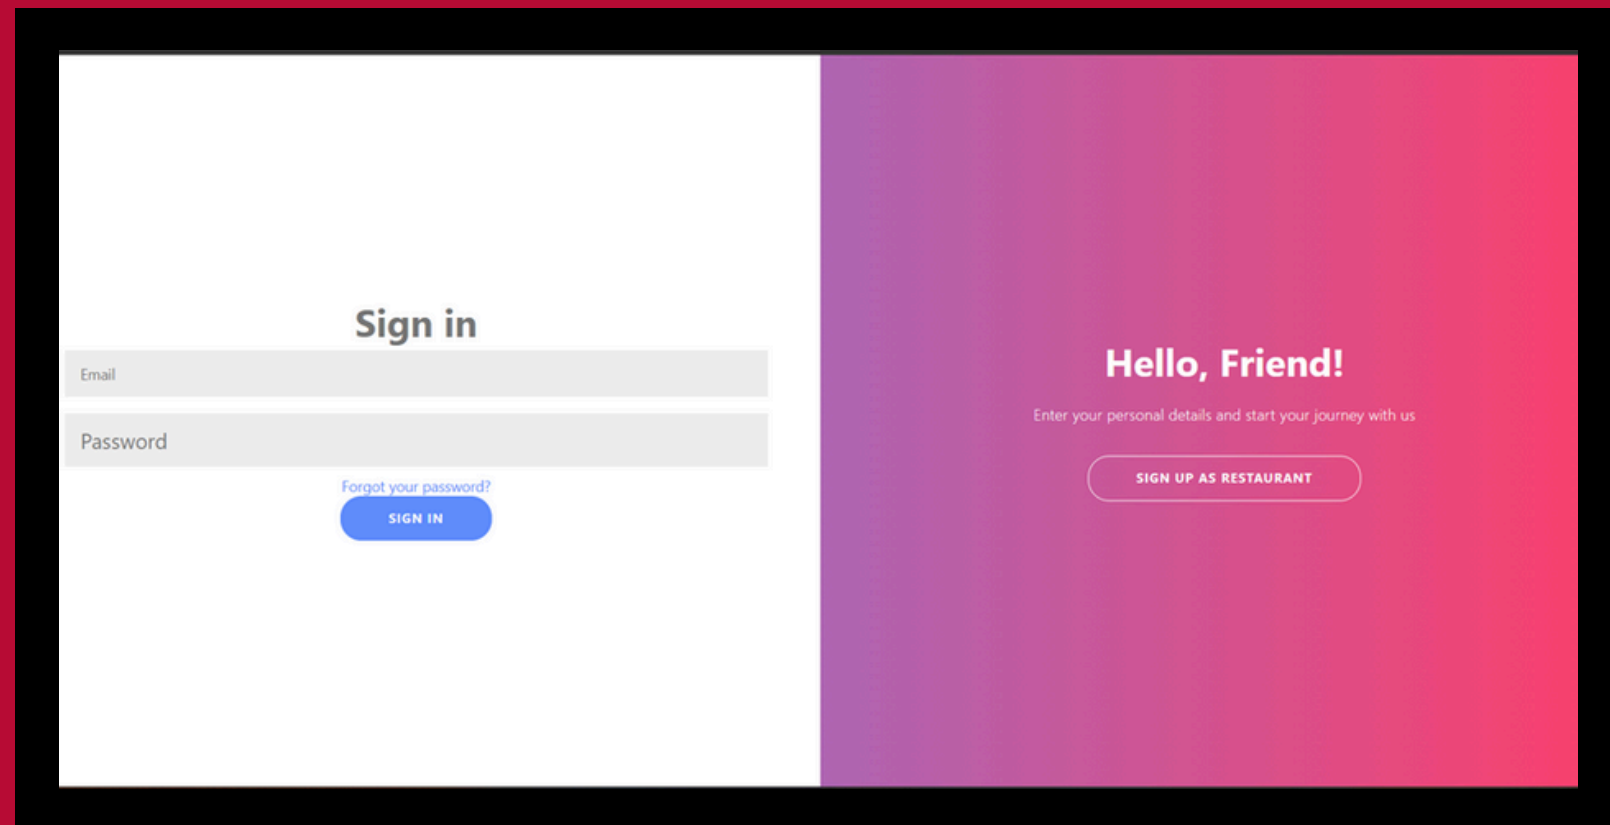 Sign in
Email
Password
Forgot your password?
SIGN IN
Hello, Friend!
Enter your personal details and start your journey with us
SIGN UP AS RESTAURANT